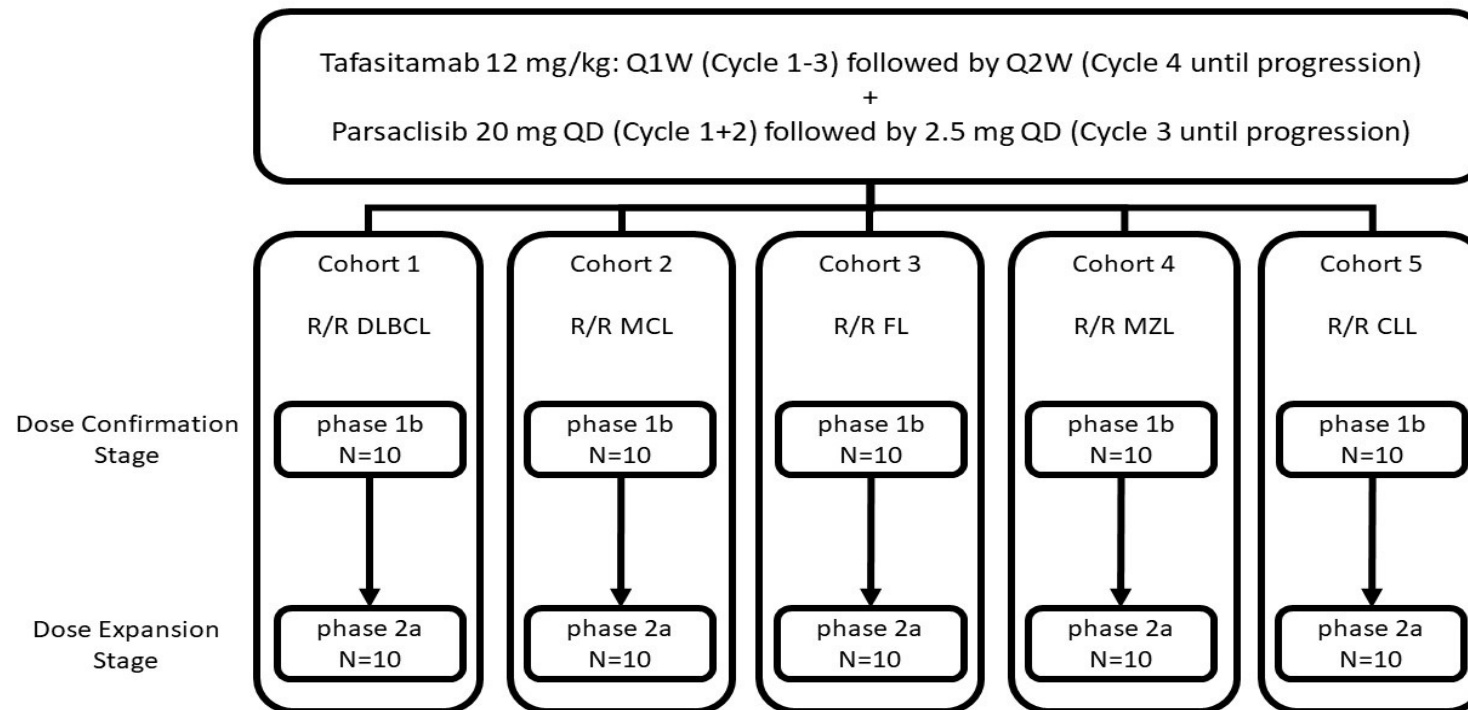 Tafasitamab 12 mg/kg: Q1W (Cycle 1-3) followed by Q2W (Cycle 4 until progression)
+
Parsaclisib 20 mg QD (Cycle 1+2) followed by 2.5 mg QD (Cycle 3 until progression)
Cohort 1
R/R DLBCL
Cohort 2
R/R MCL
Cohort 3
R/R FL
Cohort 4
R/R MZL
Cohort 5
R/R CLL
Dose Confirmation
Stage
phase 1b
N=10
phase 1b
N=10
phase 1b
N=10
phase 1b
N=10
phase 1b
N=10
Dose Expansion
Stage
phase 2a
N=10
phase 2a
N=10
phase 2a
N=10
phase 2a
N=10
phase 2a
N=10